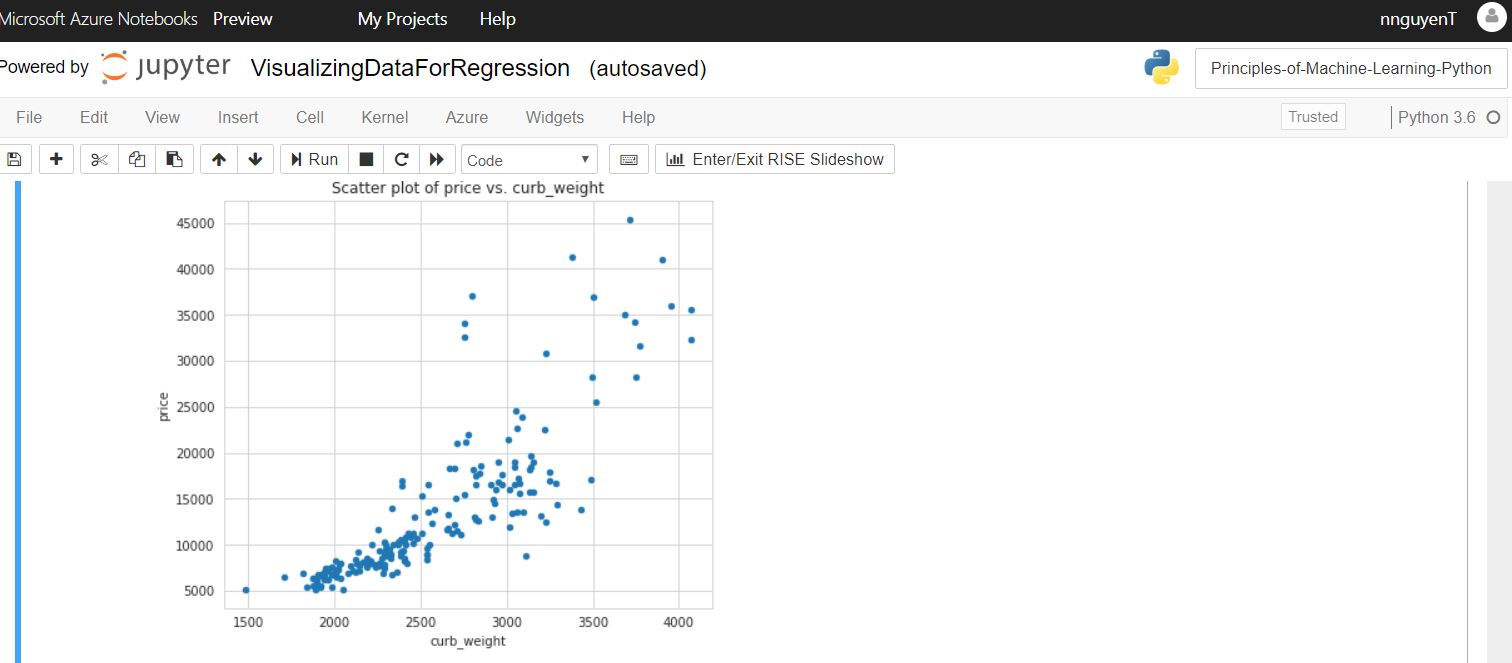 Microsoft Azure Notebooks Preview My Projects Help nnguyenT
Powered by jupyter VisualizingDataForRegression (autosaved) Principles-of-Machine-Learning-Python
File Edit View Insert Cell Kernel Azure Widgets Help Trusted Python 3.6
Run Code Enter/Exit RISE Slideshow
Scatter plot of price vs. curb_weight
45000
40000
35000
30000
25000
20000
15000
10000
5000
price
1500 2000 2500 3000 3500 4000
curb_weight